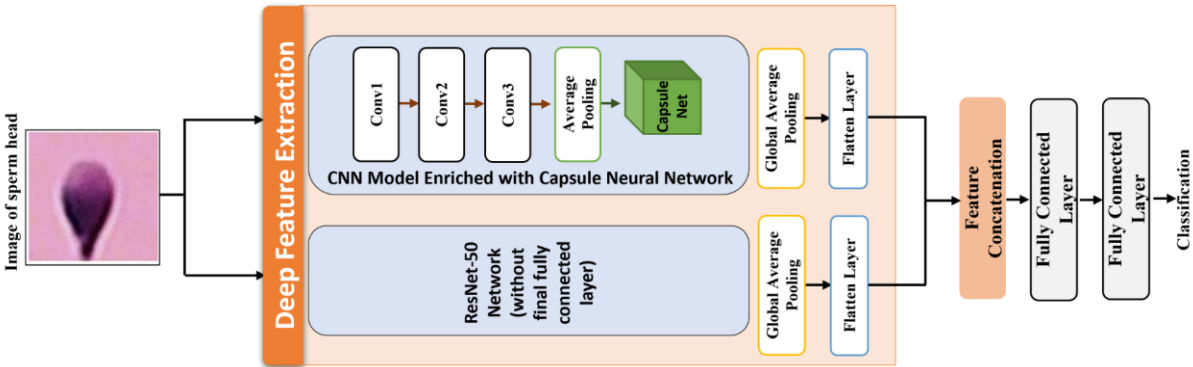 Image of sperm head
Deep Feature Extraction
Conv1
Conv2
Conv3
Average
Pooling
Capsule
Net
CNN Model Enriched with Capsule Neural Network
Global Average
Pooling
Flatten Layer
ResNet-50
Network
(without
final fully
connected
layer)
Global Average
Pooling
Flatten Layer
Feature
Concatenation
Fully Connected
Layer
Fully Connected
Layer
Classification